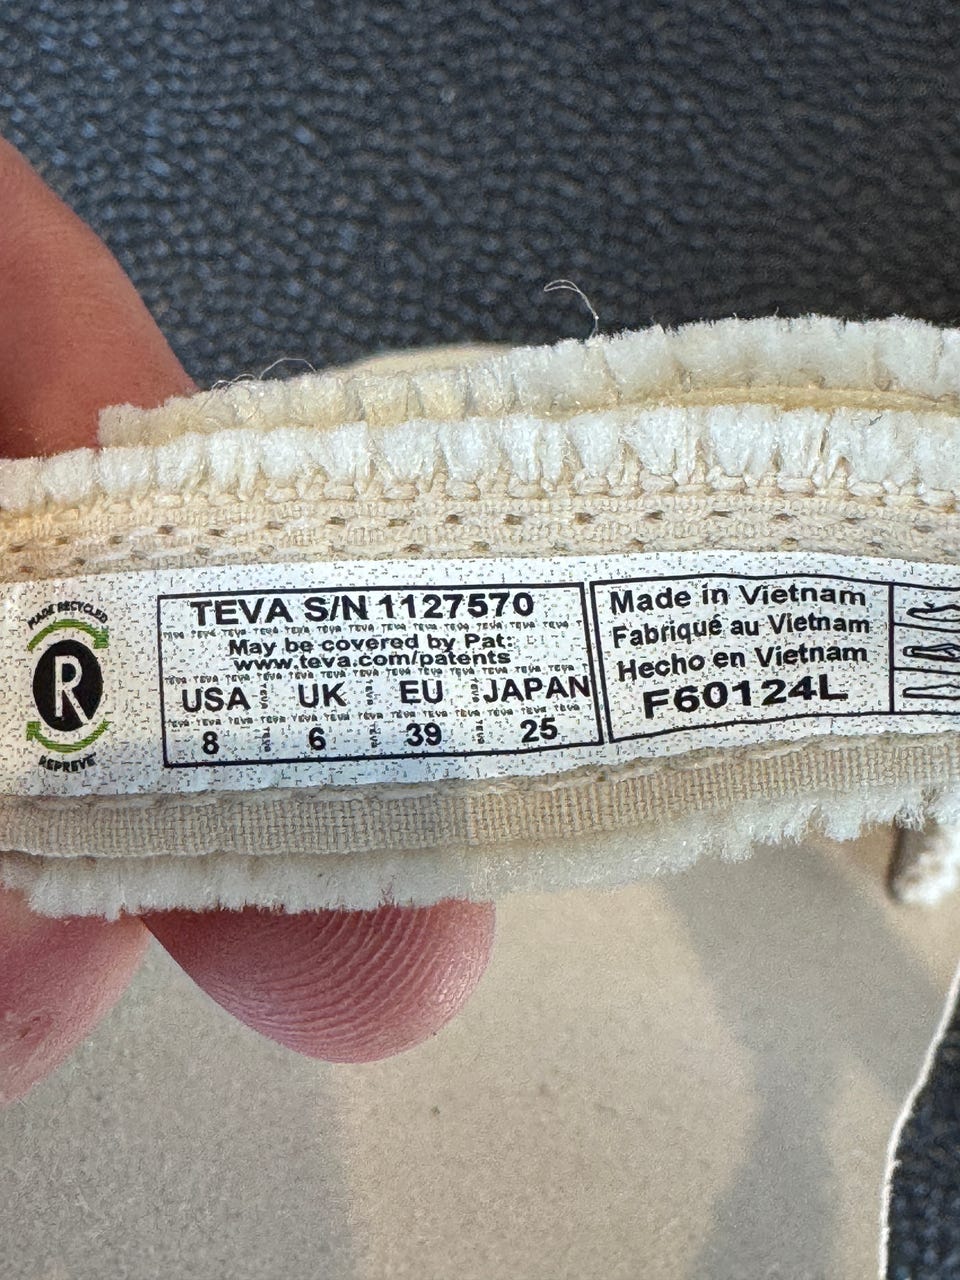 MADE RECYCLED
R
REPREVE
TEVA S/N 1127570
May be covered by Pat:
www.teva.com/patents
USA UK EU JAPAN
8 6 39 25
Made in Vietnam
Fabriqué au Vietnam
Hecho en Vietnam
F60124L